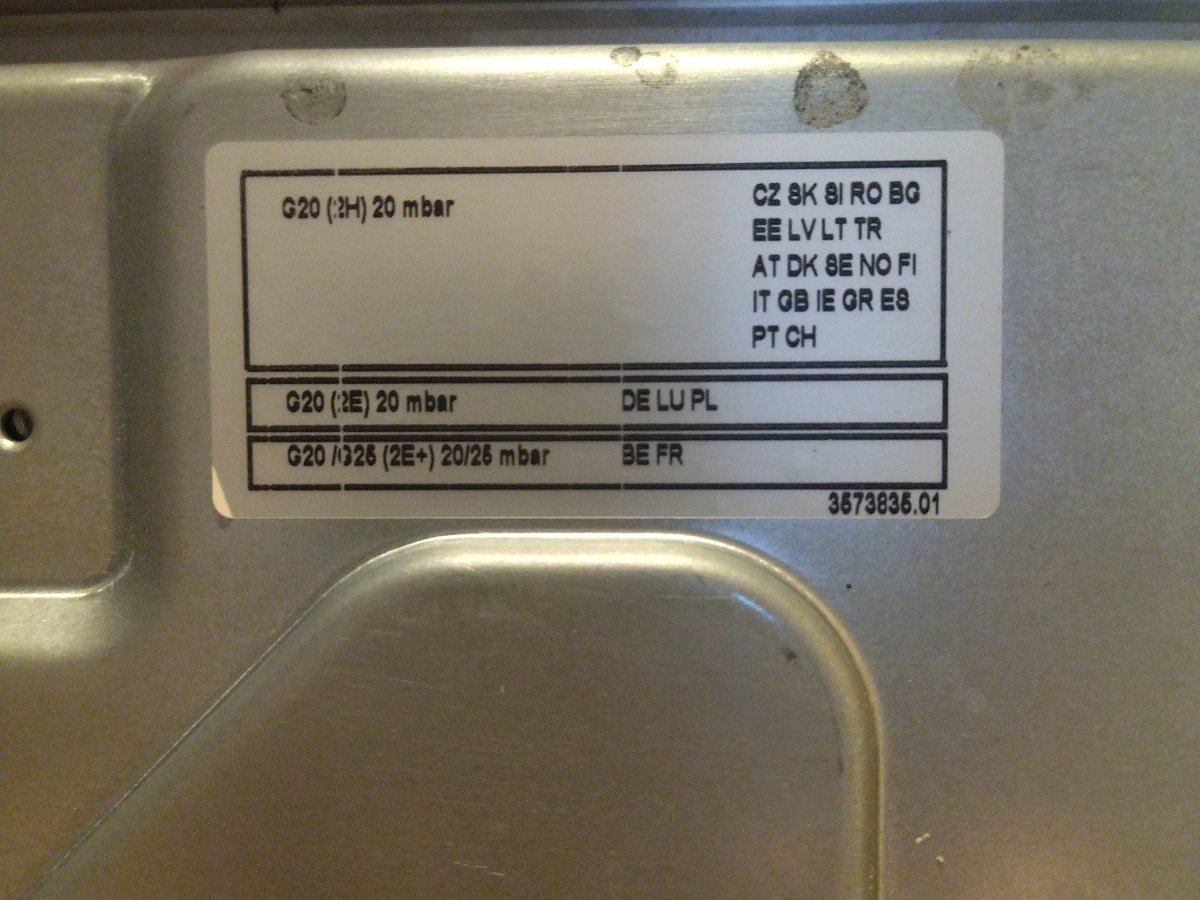 G20 (2H) 20 mbar
CZ SK SI RO BG
EE LV LT TR
AT DK SE NO FI
IT GB IE GR ES
PT CH
G20 (2E) 20 mbar DE LU PL
G20 /G25 (2E+) 20/25 mbar BE FR
3573835.01